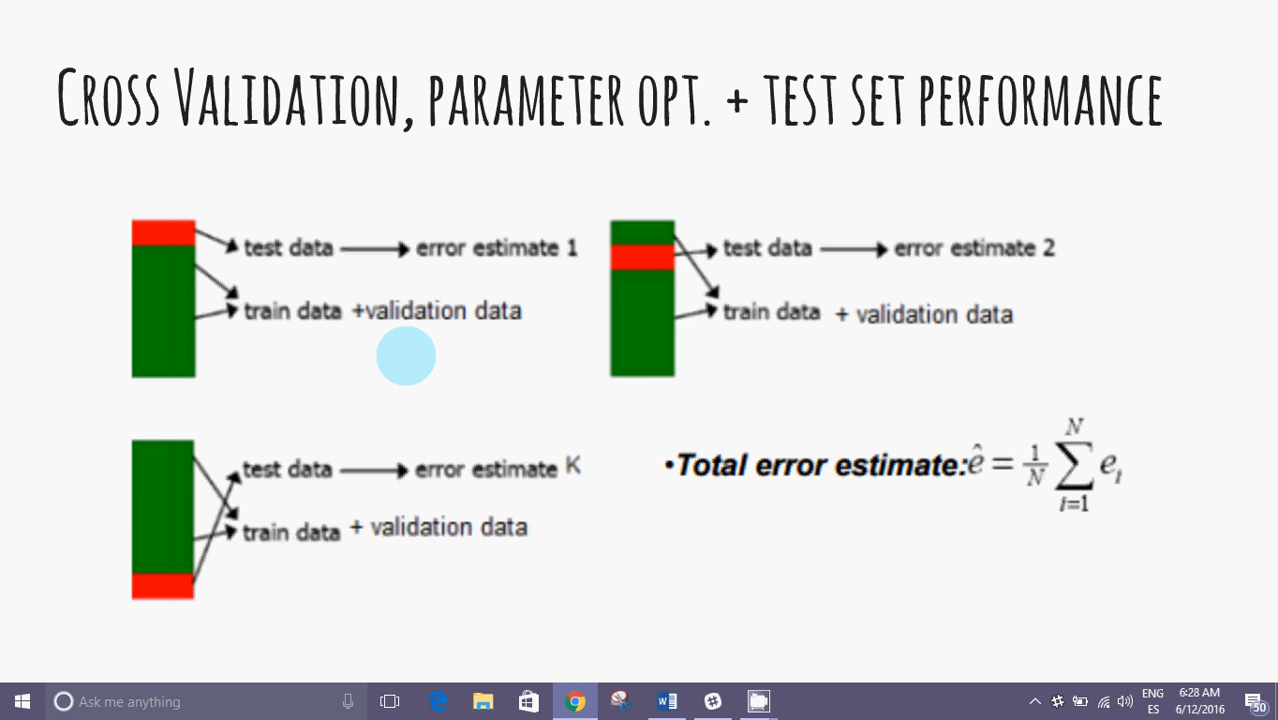 CROSS VALIDATION, PARAMETER OPT. + TEST SET PERFORMANCE
test data error estimate 1
train data +validation data
test data error estimate 2
train data + validation data
test data error estimate K
train data + validation data
•Total error estimate: ê = 1/N ∑ i=1 N e_i
Ask me anything
ENG
ES
6:28 AM
6/12/2016
50